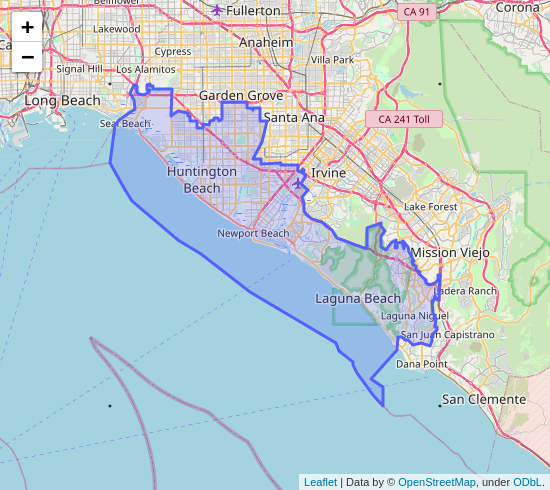 Bellflower
Fullerton
CA 91
Corona
+
Lakewood
Anaheim
Cypress
−
Villa Park
Signal Hill
Los Alamitos
Long Beach
Garden Grove
Santa Ana
CA 241 Toll
Seal Beach
Huntington
Beach
Irvine
Lake Forest
Newport Beach
Mission Viejo
Ladera Ranch
Laguna Beach
Laguna Niguel
San Juan Capistrano
Dana Point
San Clemente
Leaflet | Data by © OpenStreetMap, under ODbL.